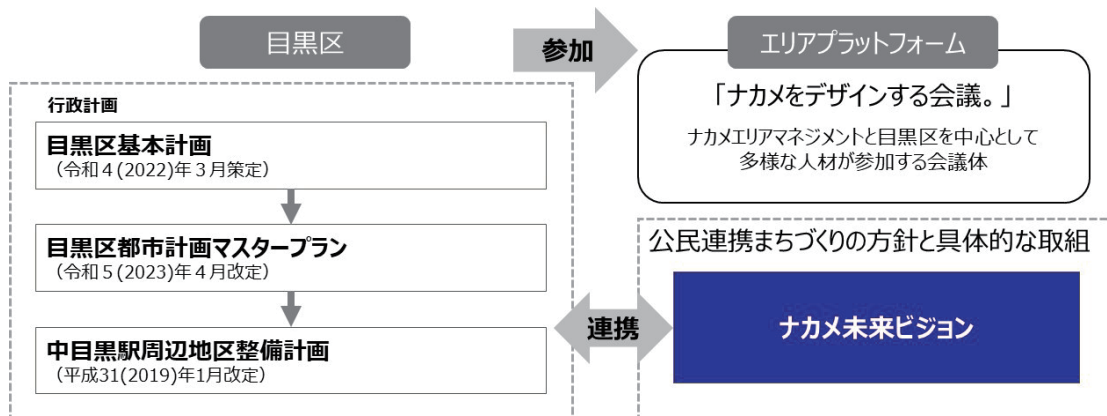 目黒区
参加
エリアプラットフォーム
「ナカメをデザインする会議。」
ナカメエリアマネジメントと目黒区を中心として
多様な人材が参加する会議体
行政計画
目黒区基本計画
（令和４(2022)年３月策定）
目黒区都市計画マスタープラン
（令和５(2023)年４月改定）
中目黒駅周辺地区整備計画
（平成31(2019)年1月改定）
連携
公民連携まちづくりの方針と具体的な取組
ナカメ未来ビジョン